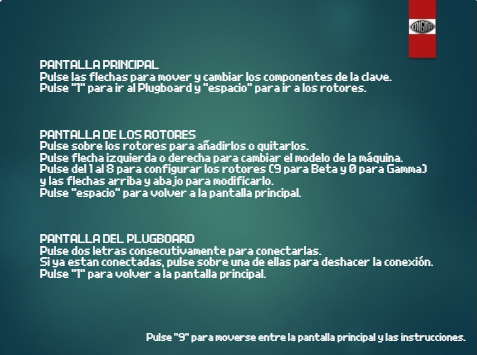 ENIGMA
PANTALLA PRINCIPAL
Pulse las flechas para mover y cambiar los componentes de la clave.
Pulse "1" para ir al Plugboard y "espacio" para ir a los rotores.
PANTALLA DE LOS ROTORES
Pulse sobre los rotores para añadirlos o quitarlos.
Pulse flecha izquierda o derecha para cambiar el modelo de la máquina.
Pulse del 1 al 8 para configurar los rotores (9 para Beta y 0 para Gamma)
y las flechas arriba y abajo para modificarlo.
Pulse "espacio" para volver a la pantalla principal.
PANTALLA DEL PLUGBOARD
Pulse dos letras consecutivamente para conectarlas.
Si ya estan conectadas, pulse sobre una de ellas para deshacer la conexión.
Pulse "1" para volver a la pantalla principal.
Pulse "9" para moverse entre la pantalla principal y las instrucciones.